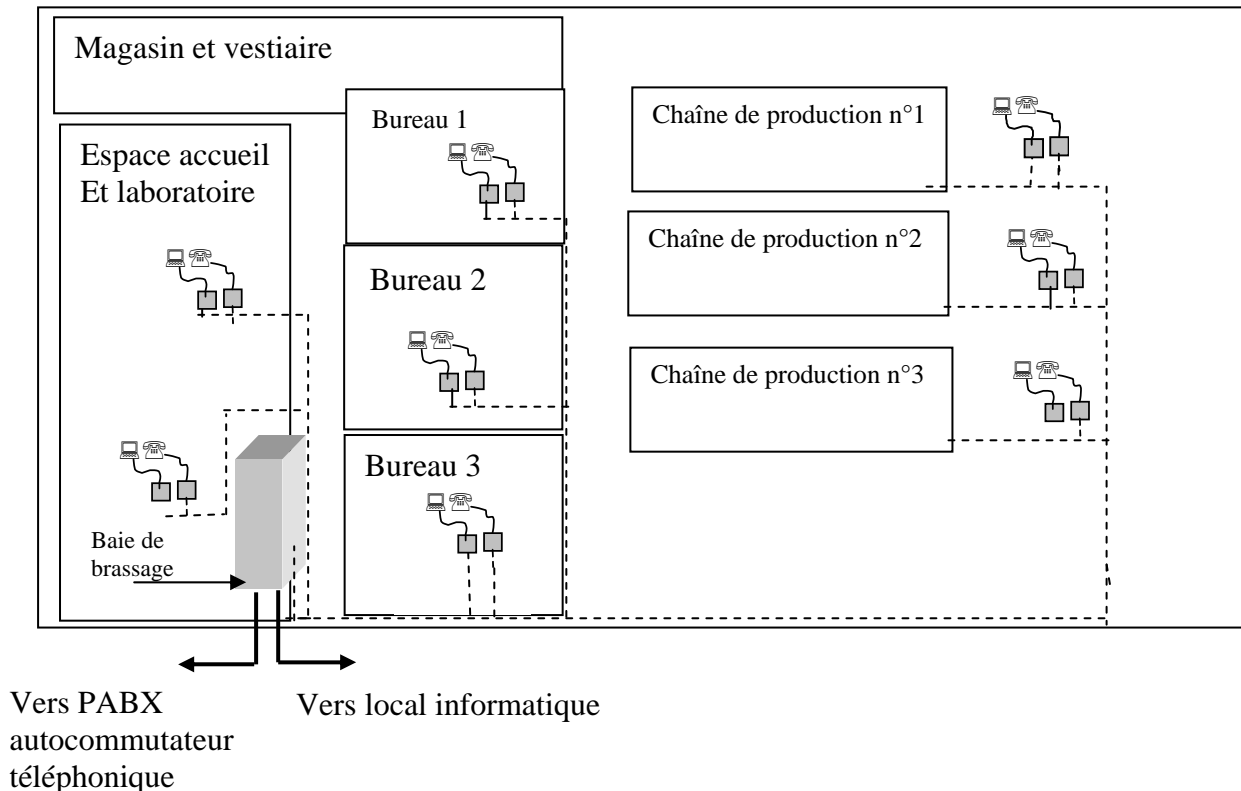 Magasin et vestiaire
Bureau 1
Chaîne de production n°1
Espace accueil
Et laboratoire
Chaîne de production n°2
Bureau 2
Chaîne de production n°3
Bureau 3
Baie de
brassage
Vers PABX
autocommutateur
téléphonique
Vers local informatique